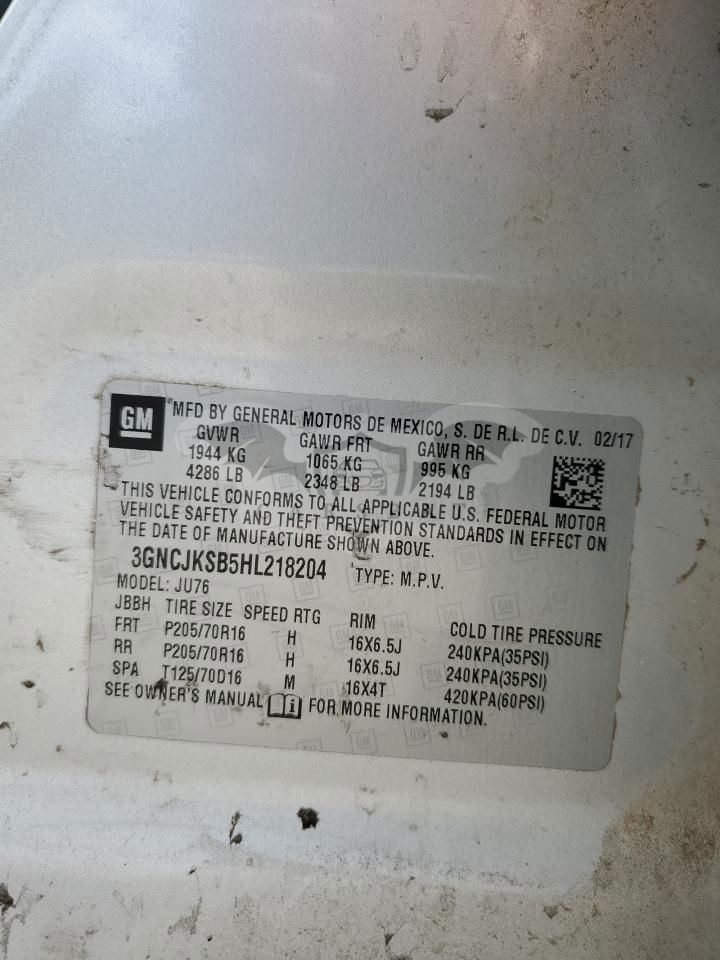 GM
®MFD BY GENERAL MOTORS DE MEXICO, S. DE R.L. DE C.V. 02/17
GVWR GAWR FRT GAWR RR
1944 KG 1065 KG 995 KG
4286 LB 2348 LB 2194 LB
THIS VEHICLE CONFORMS TO ALL APPLICABLE U.S. FEDERAL MOTOR
VEHICLE SAFETY AND THEFT PREVENTION STANDARDS IN EFFECT ON
THE DATE OF MANUFACTURE SHOWN ABOVE.
3GNCJKSB5HL218204 TYPE: M.P.V.
MODEL: JU76
JBBH TIRE SIZE SPEED RTG RIM COLD TIRE PRESSURE
FRT P205/70R16 H 16X6.5J 240KPA(35PSI)
RR P205/70R16 H 16X6.5J 240KPA(35PSI)
SPA T125/70D16 M 16X4T 420KPA(60PSI)
SEE OWNER'S MANUAL FOR MORE INFORMATION.